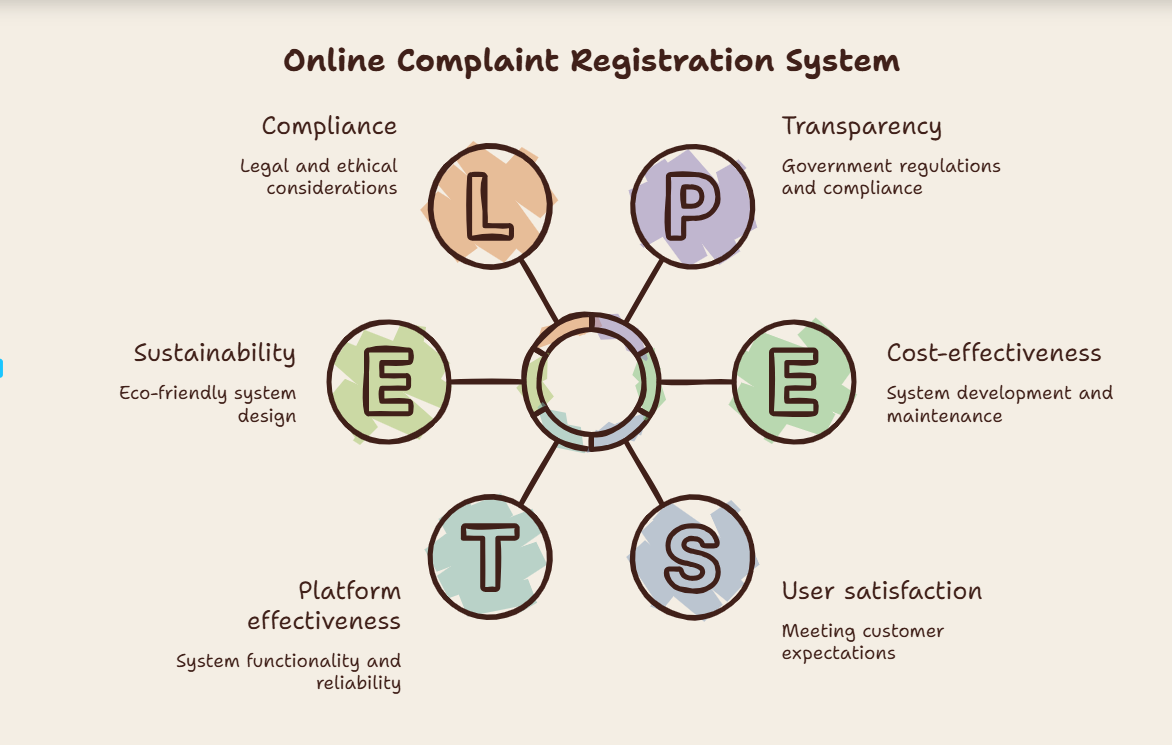 Online Complaint Registration System
Compliance
Legal and ethical
considerations
L
P
Transparency
Government regulations
and compliance
Sustainability
Eco-friendly system
design
E
E
Cost-effectiveness
System development and
maintenance
Platform
effectiveness
System functionality and
reliability
T
S
User satisfaction
Meeting customer
expectations